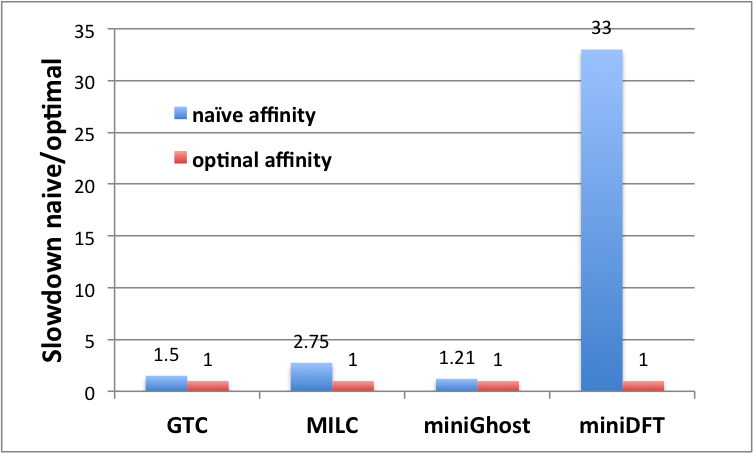 Slowdown naive/optimal
35
30
25
20
15
10
5
0
naïve affinity
optinal affinity
1.5
1
2.75
1
1.21
1
33
1
GTC
MILC
miniGhost
miniDFT